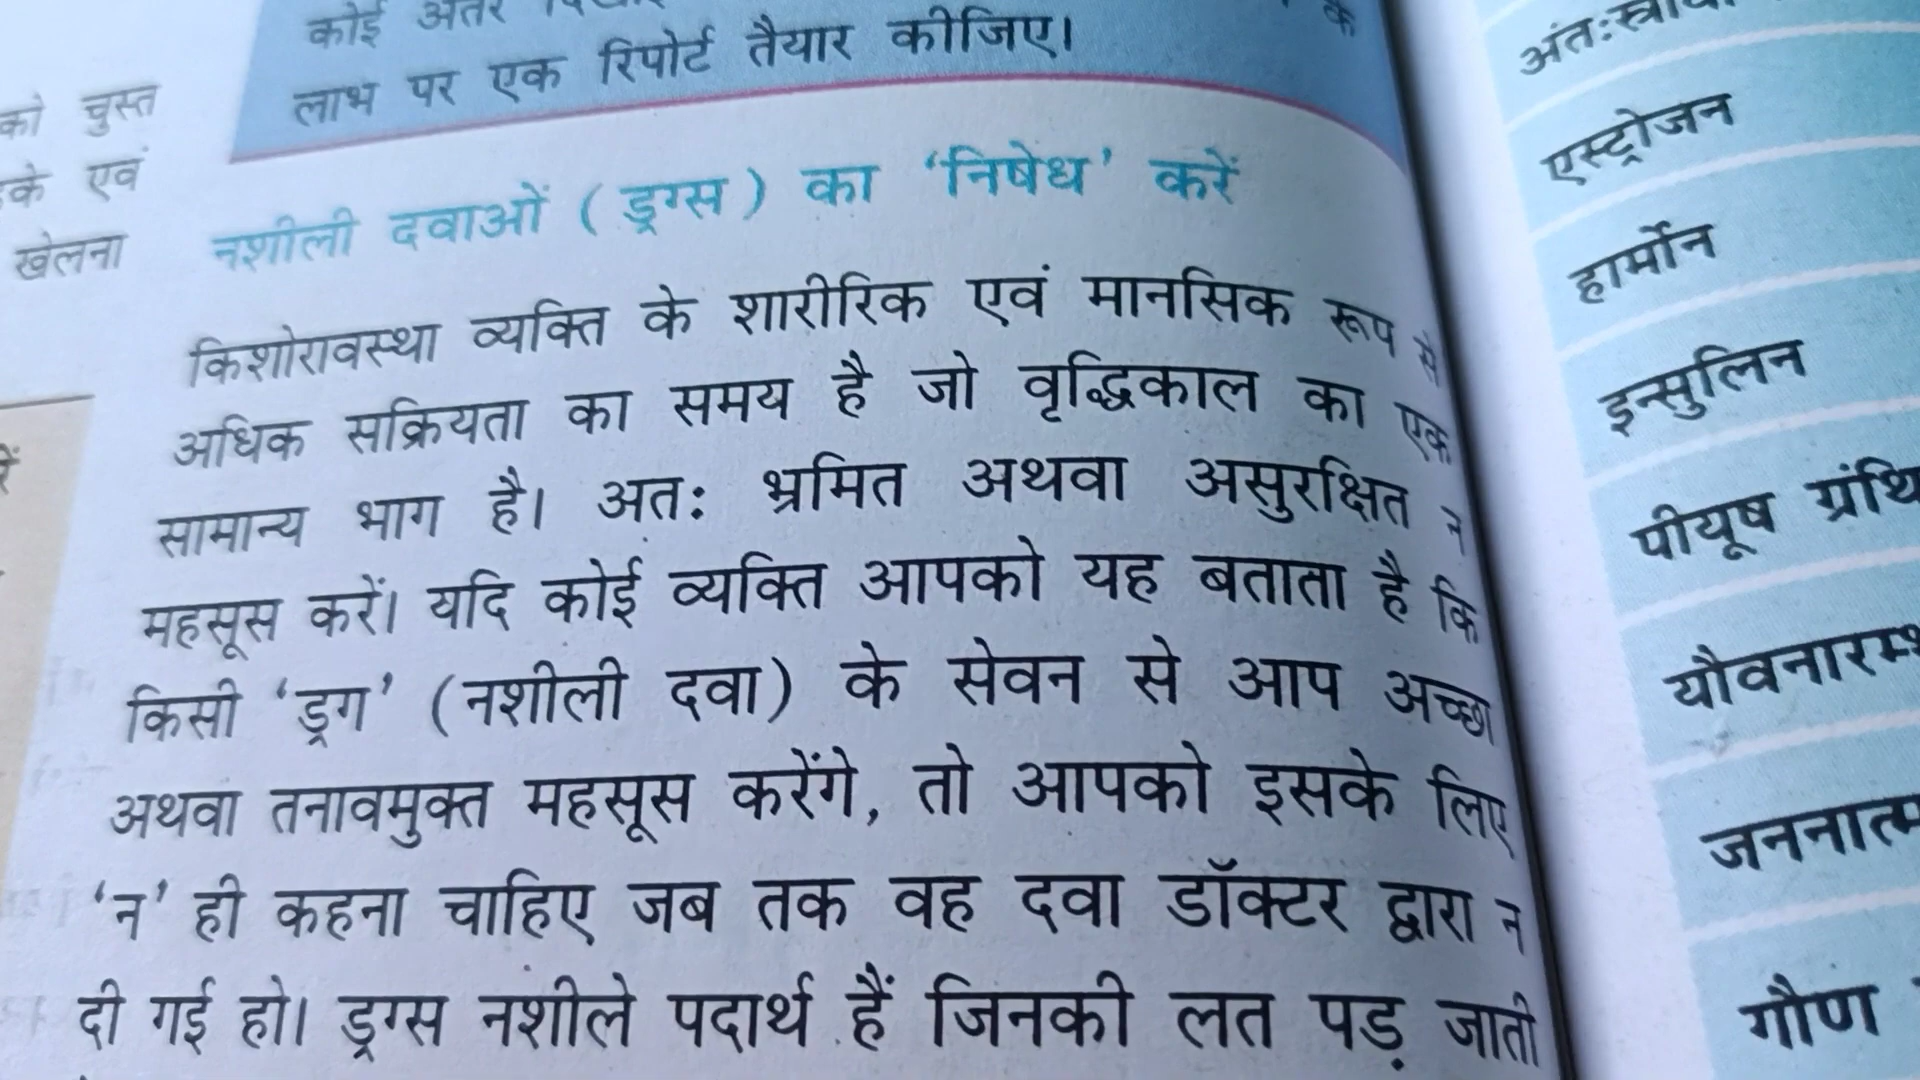 को चुस्त
के एवं
खेलना
कोई अंतर
लाभ पर एक रिपोर्ट तैयार कीजिए।
नशीली दवाओं ( ड्रग्स ) का ‘निषेध’ करें
किशोरावस्था व्यक्ति के शारीरिक एवं मानसिक रूप से
अधिक सक्रियता का समय है जो वृद्धिकाल का एक
सामान्य भाग है। अतः भ्रमित अथवा असुरक्षित न
महसूस करें। यदि कोई व्यक्ति आपको यह बताता है कि
किसी ‘ड्रग’ (नशीली दवा) के सेवन से आप अच्छा
अथवा तनावमुक्त महसूस करेंगे, तो आपको इसके लिए
‘न’ ही कहना चाहिए जब तक वह दवा डॉक्टर द्वारा न
दी गई हो। ड्रग्स नशीले पदार्थ हैं जिनकी लत पड़ जाती
एस्ट्रोजन
हार्मोन
इन्सुलिन
पीयूष ग्रंथि
गौण